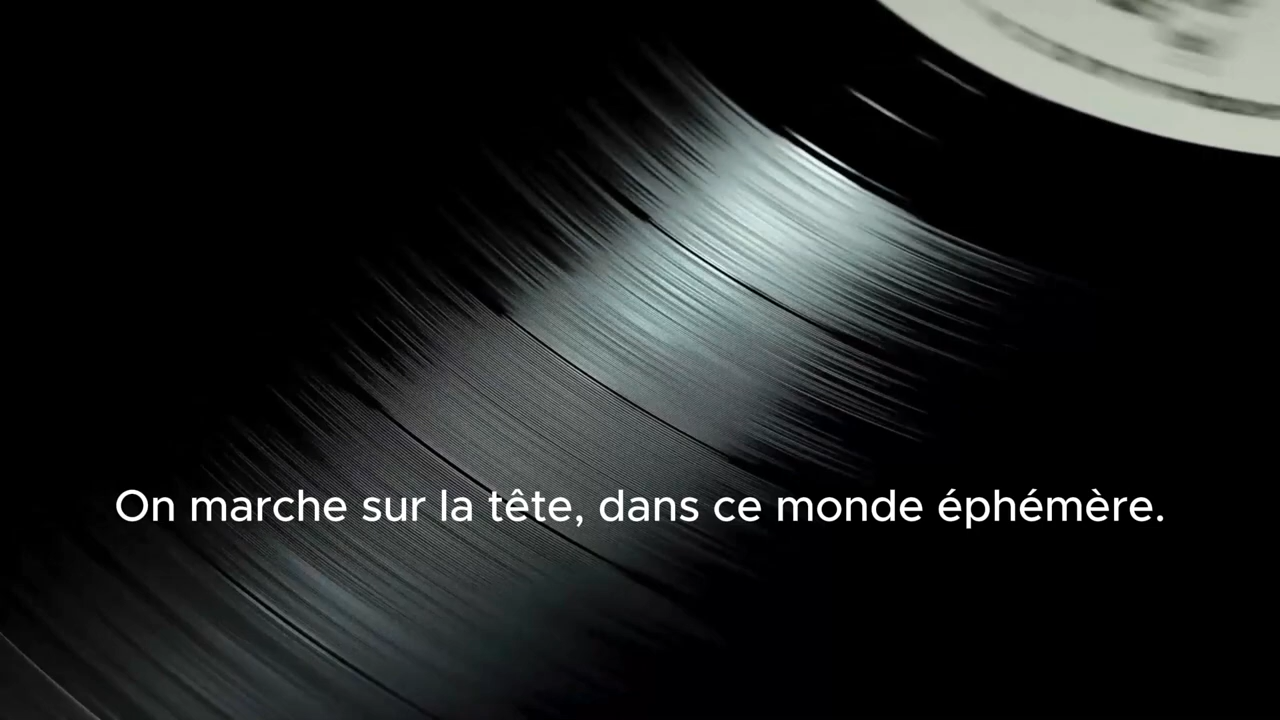 On marche sur la tête, dans ce monde éphémère.